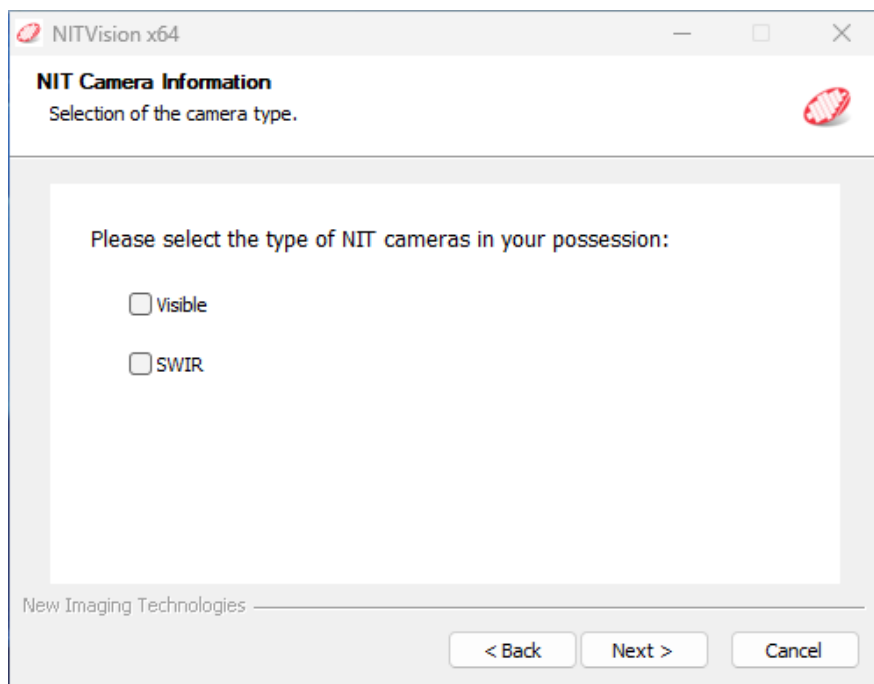 NITVision x64
NIT Camera Information
Selection of the camera type.
Please select the type of NIT cameras in your possession:
Visible
SWIR
New Imaging Technologies
< Back
Next >
Cancel